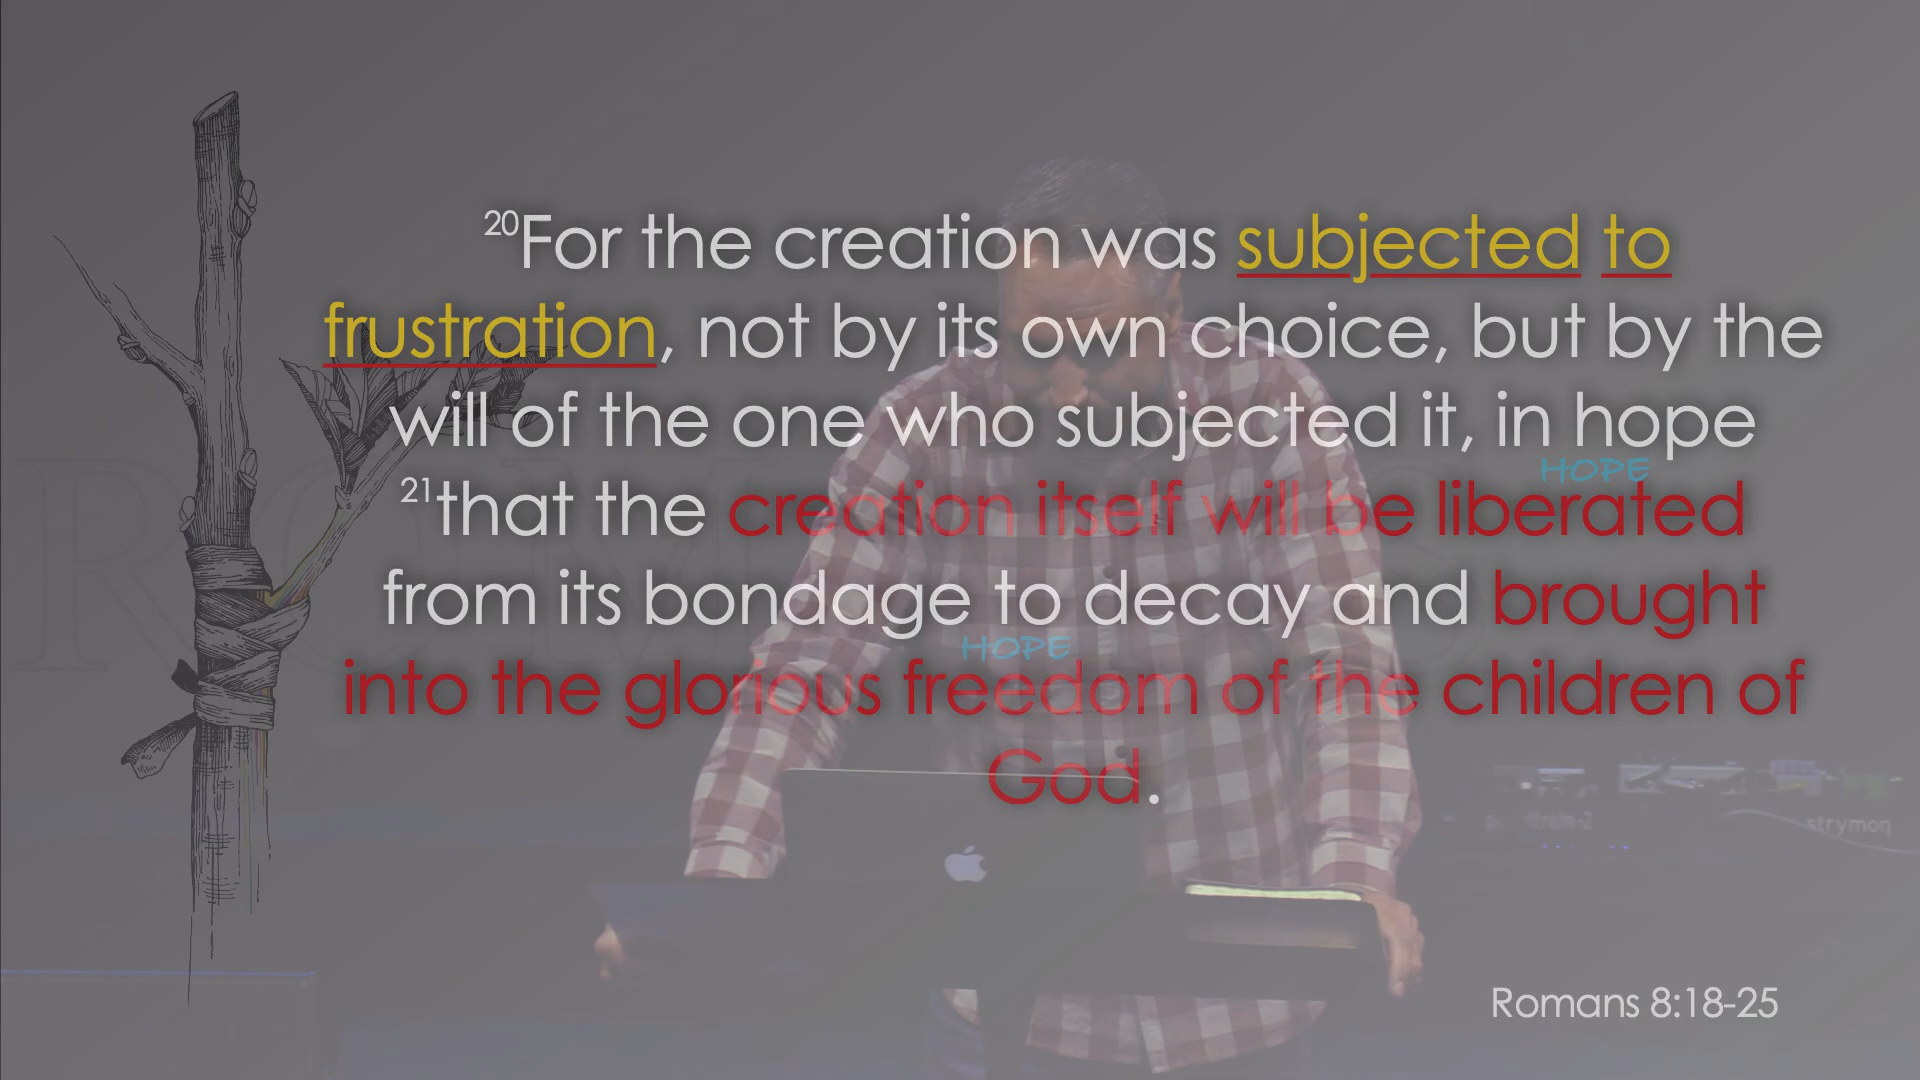 20For the creation was subjected to
frustration, not by its own choice, but by the
will of the one who subjected it, in hope
HOPE
21that the creation itself will be liberated
from its bondage to decay and brought
HOPE
into the glorious freedom of the children of
God.
strymon
Romans 8:18-25